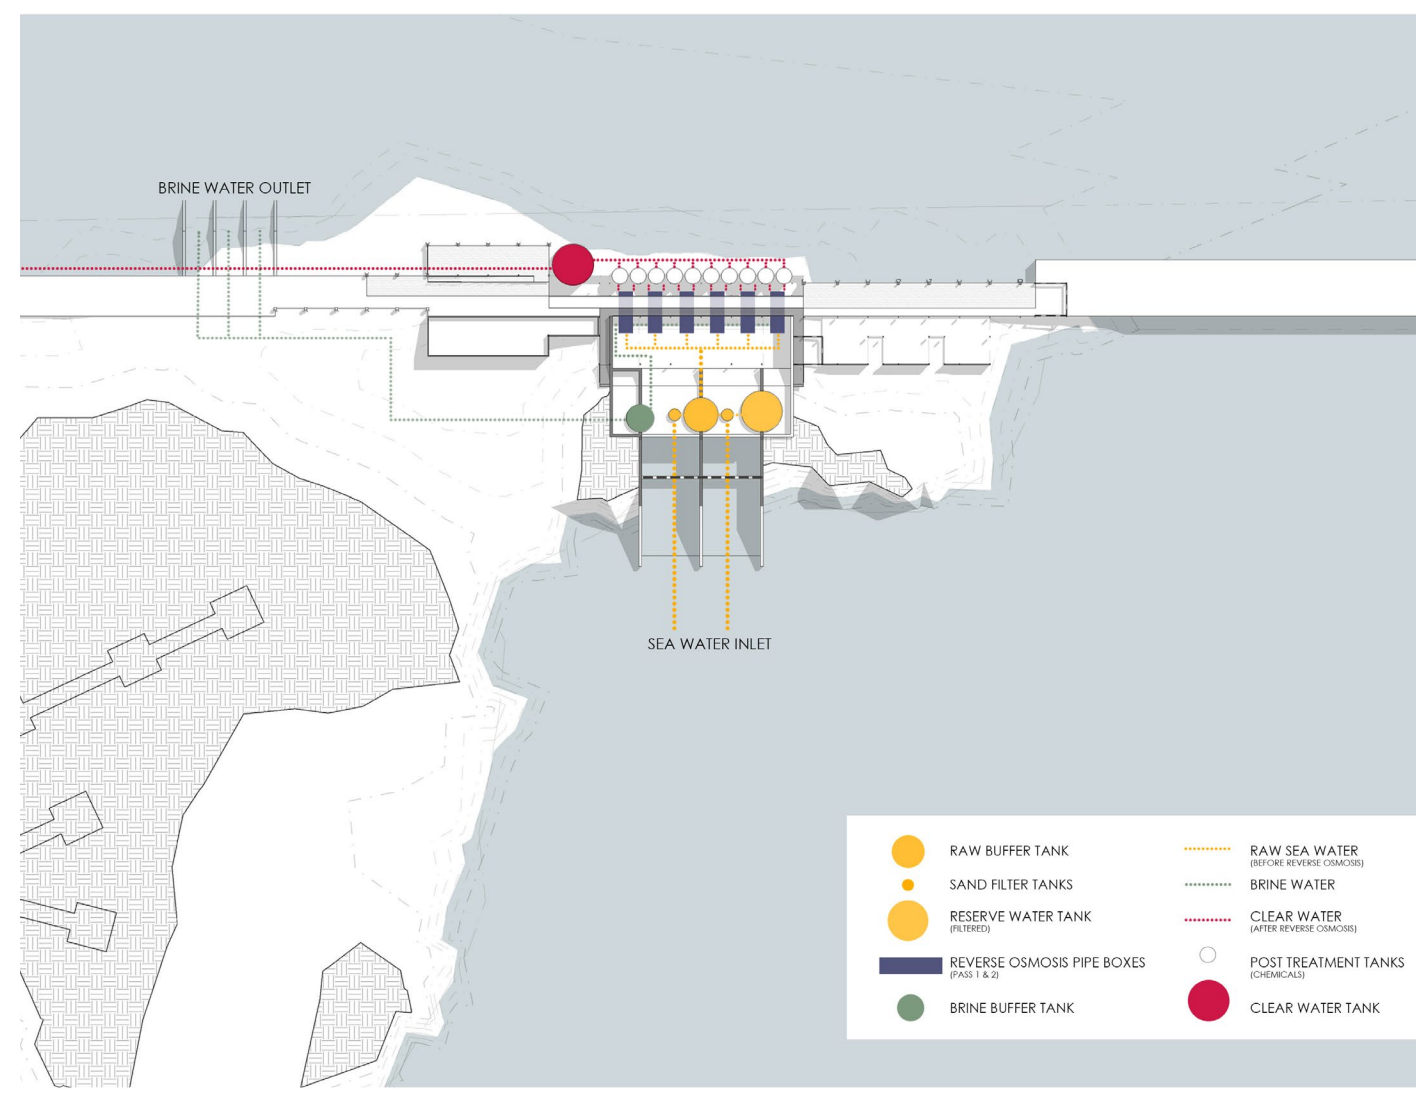 BRINE WATER OUTLET
SEA WATER INLET
RAW BUFFER TANK
SAND FILTER TANKS
RESERVE WATER TANK
(FILTERED)
REVERSE OSMOSIS PIPE BOXES
(PASS 1 & 2)
BRINE BUFFER TANK
RAW SEA WATER
(BEFORE REVERSE OSMOSIS)
BRINE WATER
CLEAR WATER
(AFTER REVERSE OSMOSIS)
POST TREATMENT TANKS
(CHEMICALS)
CLEAR WATER TANK